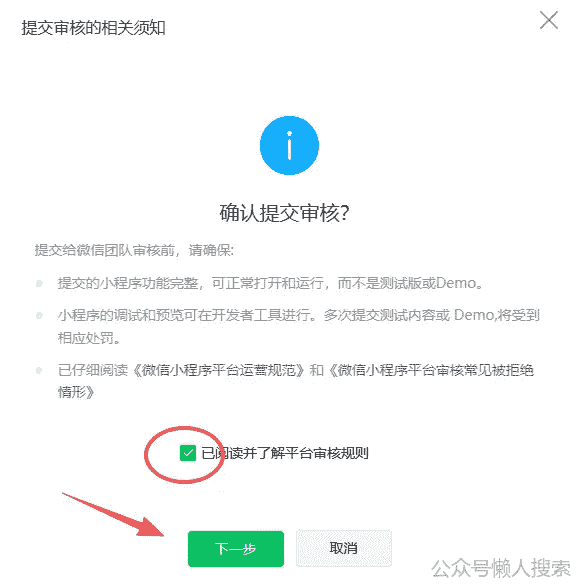 提交审核的相关须知
确认提交审核？
提交给微信团队审核前，请确保:
提交的小程序功能完整，可正常打开和运行，而不是测试版或Demo。
小程序的调试和预览可在开发者工具进行。多次提交测试内容或 Demo,将受到
相应处罚。
已仔细阅读《微信小程序平台运营规范》和《微信小程序平台审核常见被拒绝
情形》
已阅读并了解平台审核规则
下一步
取消
公众号懒人搜索